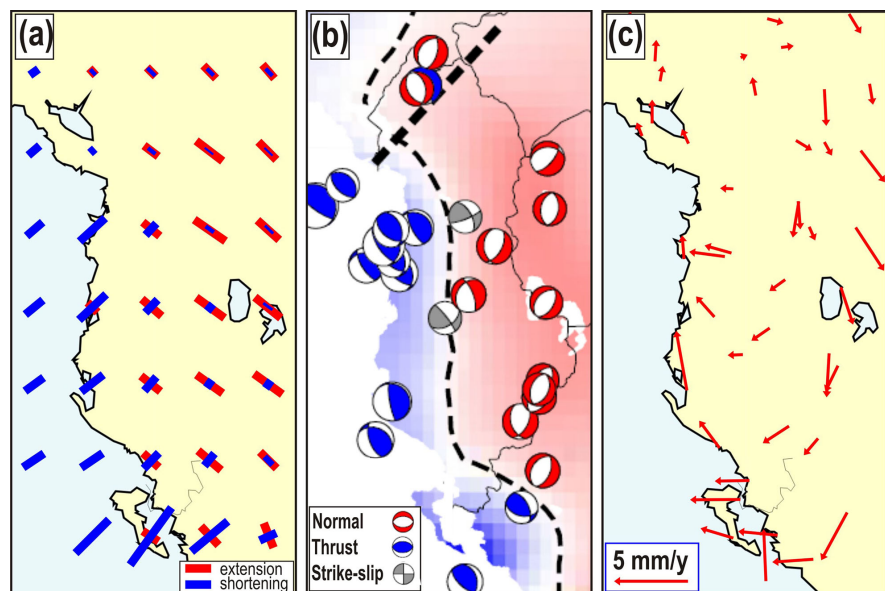 (a)
(b)
(c)
extension
shortening
Normal
Thrust
Strike-slip
5 mm/y